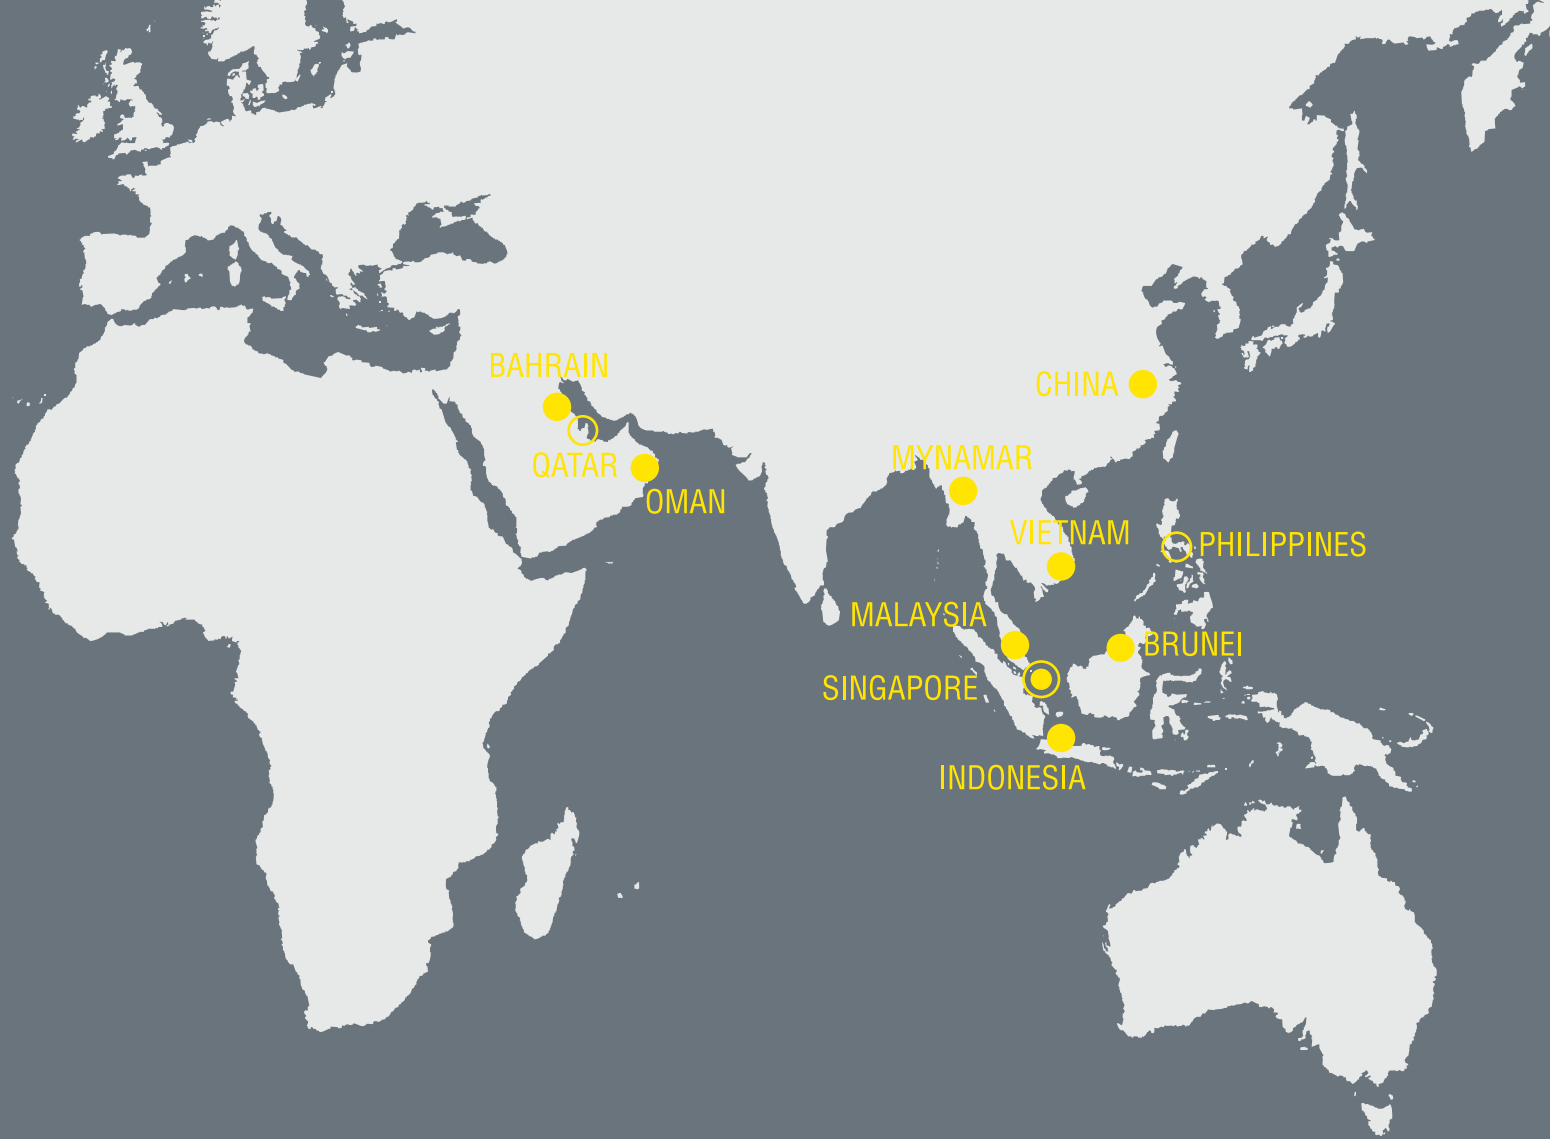 BAHRAIN
CHINA
MYNAMAR
QATAR
OMAN
VIETNAM
PHILIPPINES
MALAYSIA
BRUNEI
SINGAPORE
INDONESIA